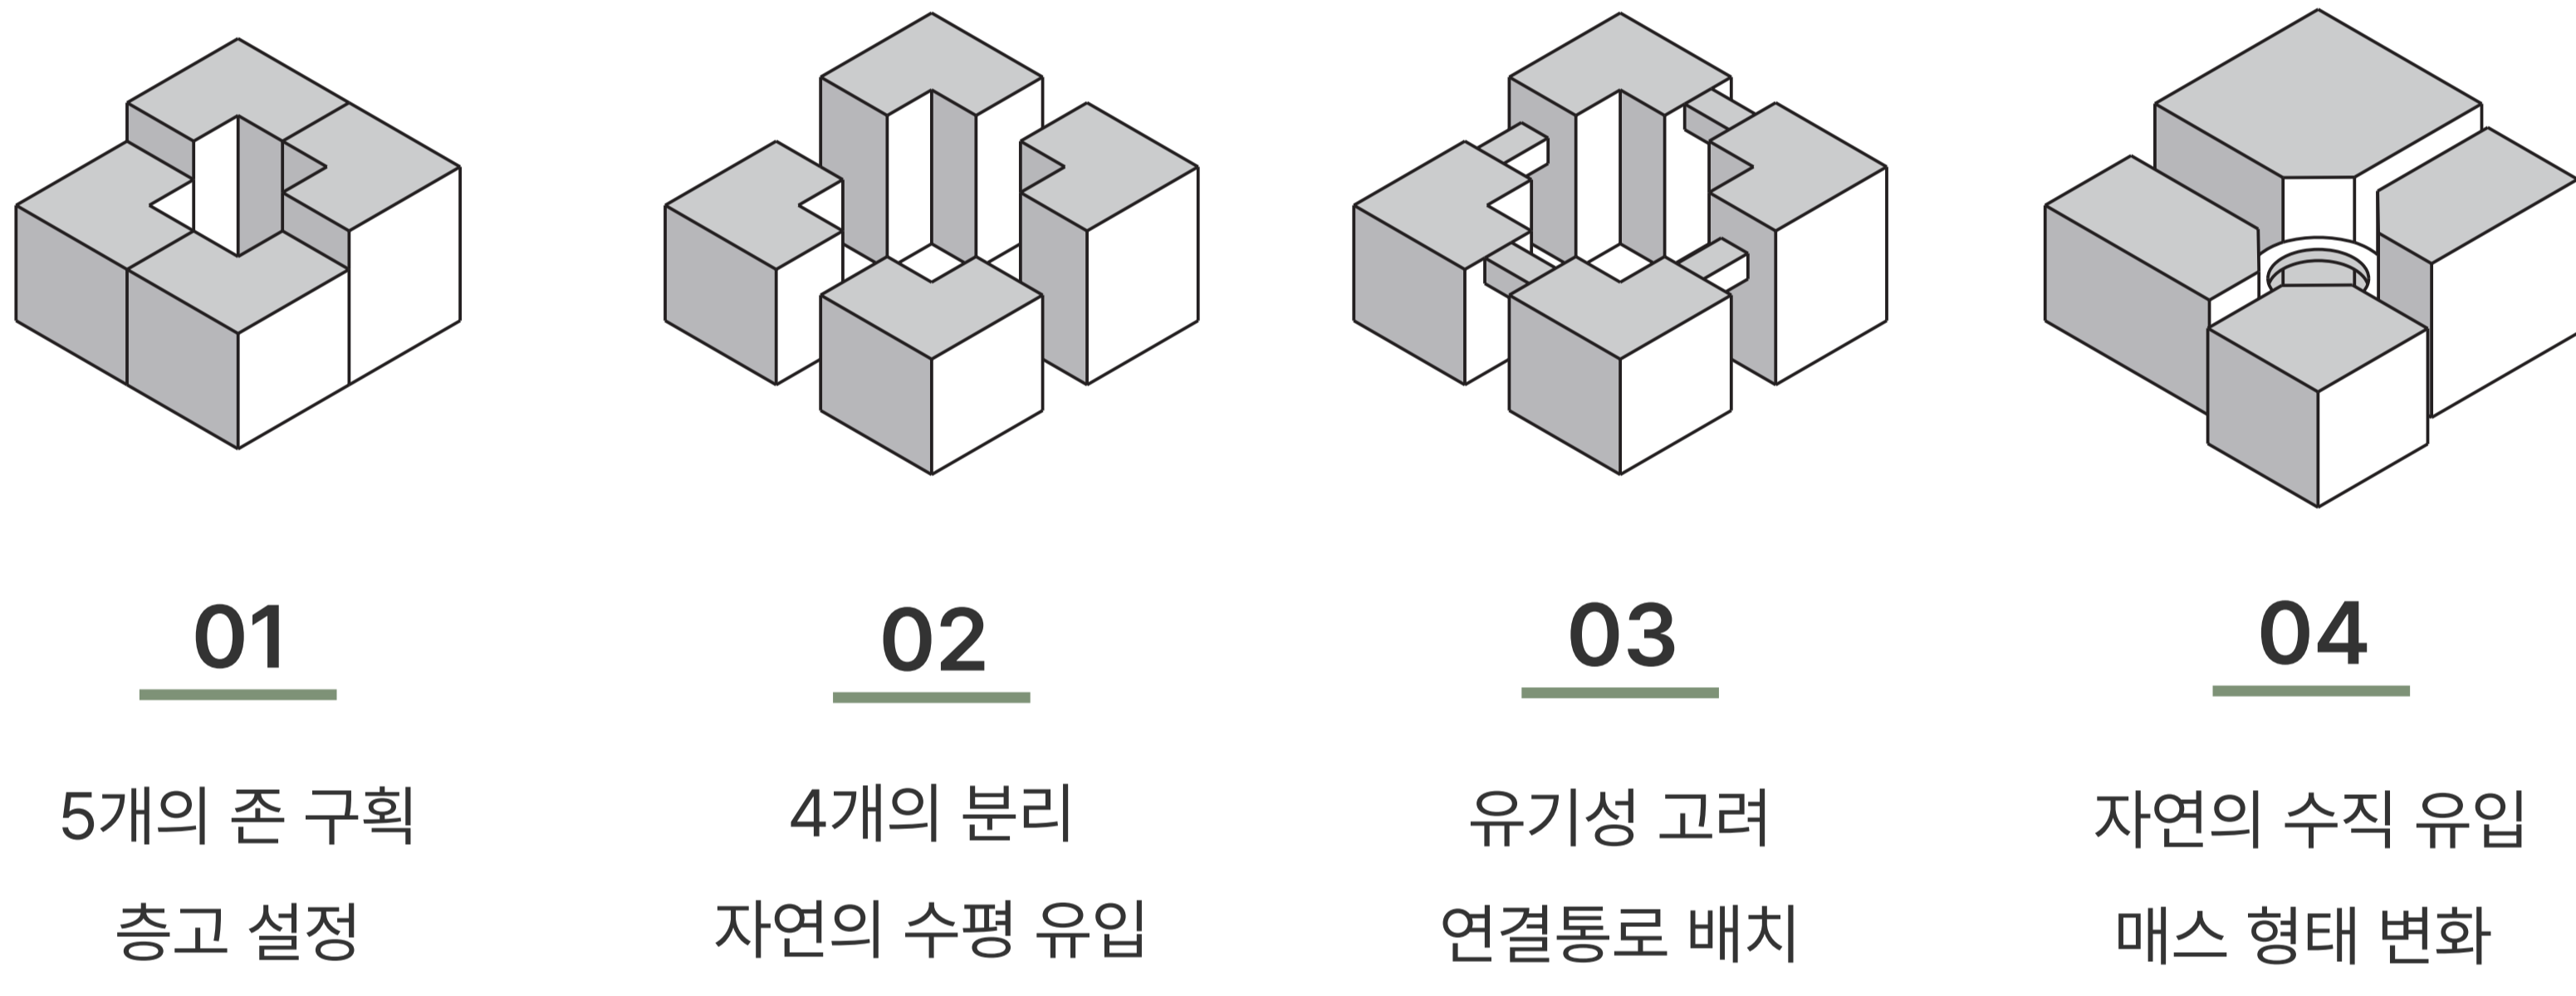 01
5개의 존 구획
층고 설정
02
4개의 분리
자연의 수평 유입
03
유기성 고려
연결통로 배치
04
자연의 수직 유입
매스 형태 변화